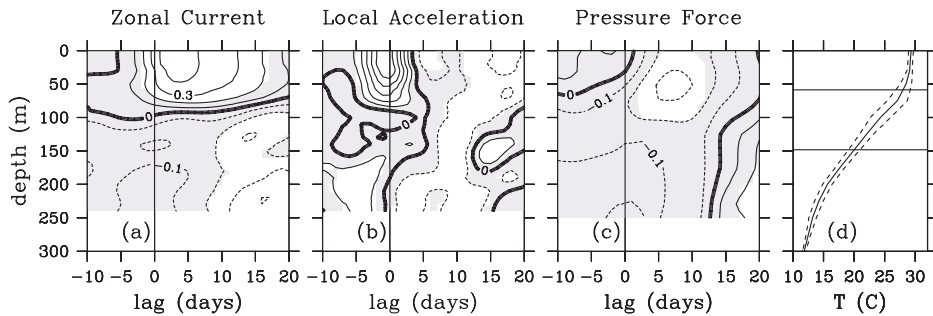 Zonal Current Local Acceleration Pressure Force
0
50
100
150
200
250
300
depth (m)
0.3
0
-0.1
(a)
0
0
(b)
0
-0.1
-0.1
(c)
(d)
-10 -5 0 5 10 15 20
-10 -5 0 5 10 15 20
-10 -5 0 5 10 15 20
10 15 20 25 30
lag (days) lag (days) lag (days) T (C)